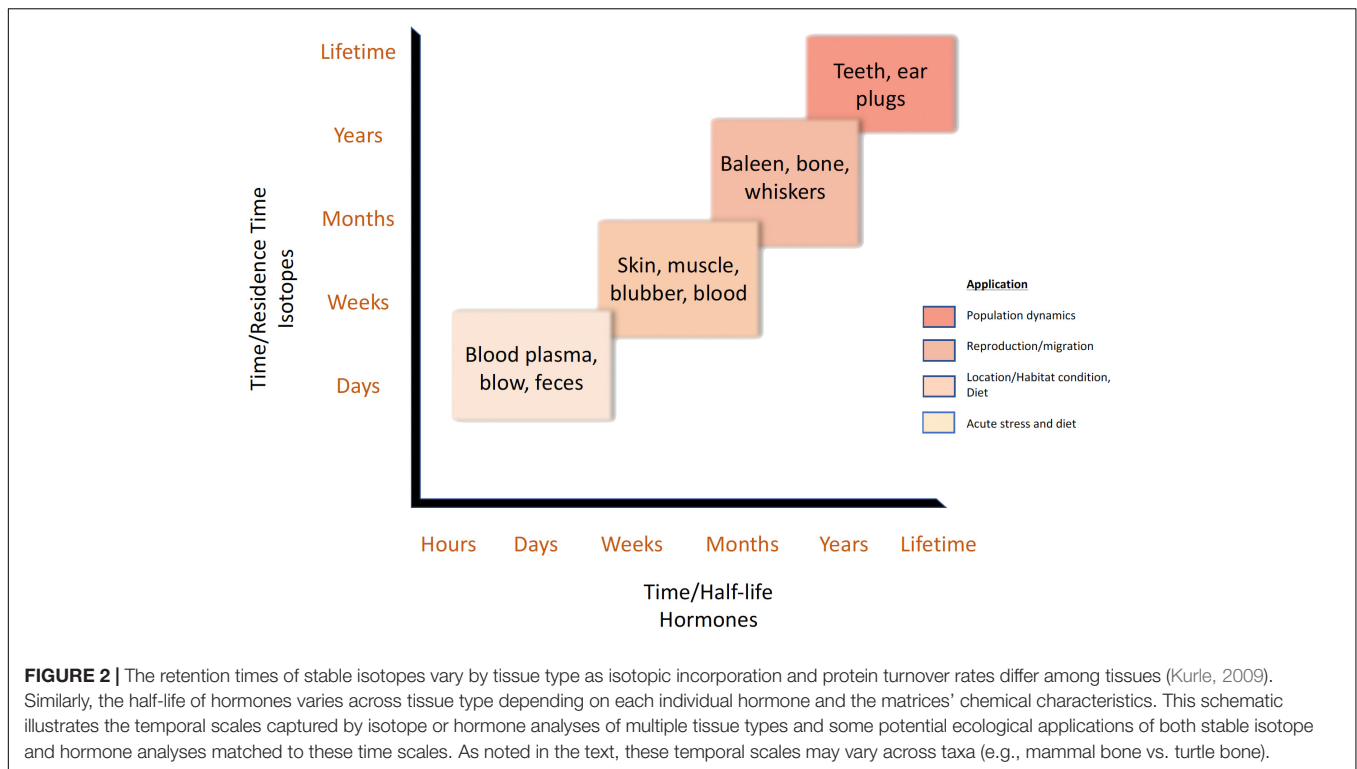 Lifetime
Years
Months
Weeks
Days
Time/Residence Time
Isotopes
Teeth, ear
plugs
Baleen, bone,
whiskers
Skin, muscle,
blubber, blood
Blood plasma,
blow, feces
Application
Population dynamics
Reproduction/migration
Location/Habitat condition,
Diet
Acute stress and diet
Hours Days Weeks Months Years Lifetime
Time/Half-life
Hormones
FIGURE 2 | The retention times of stable isotopes vary by tissue type as isotopic incorporation and protein turnover rates differ among tissues (Kurle, 2009).
Similarly, the half-life of hormones varies across tissue type depending on each individual hormone and the matrices’ chemical characteristics. This schematic
illustrates the temporal scales captured by isotope or hormone analyses of multiple tissue types and some potential ecological applications of both stable isotope
and hormone analyses matched to these time scales. As noted in the text, these temporal scales may vary across taxa (e.g., mammal bone vs. turtle bone).